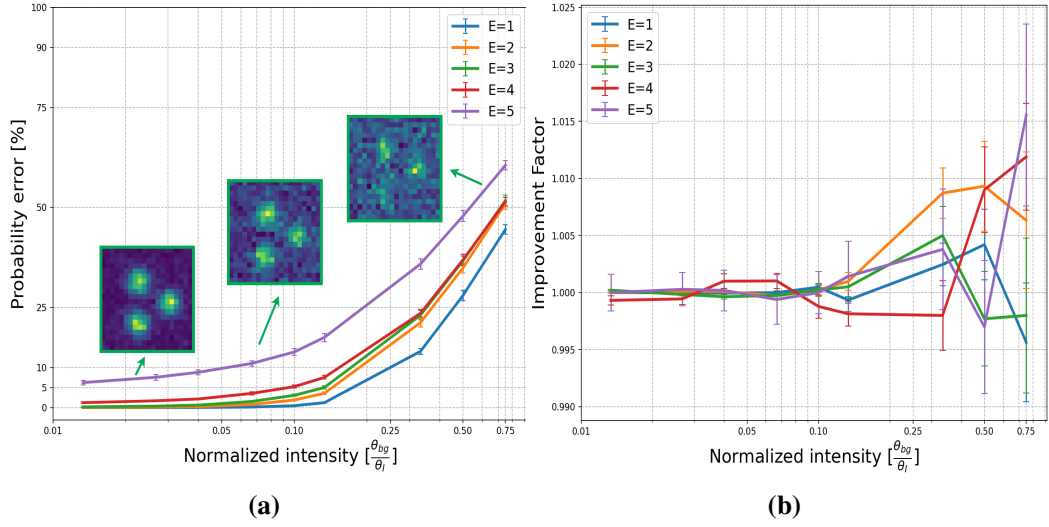 100
90
75
50
25
10
5
0
Probability error [%]
E=1
E=2
E=3
E=4
E=5
0.01
0.05
0.10
0.25
0.50
0.75
Normalized intensity [θbg/θI]
(a)
1.025
1.020
1.015
1.010
1.005
1.000
0.995
0.990
Improvement Factor
E=1
E=2
E=3
E=4
E=5
0.01
0.05
0.10
0.25
0.50
0.75
Normalized intensity [θbg/θI]
(b)